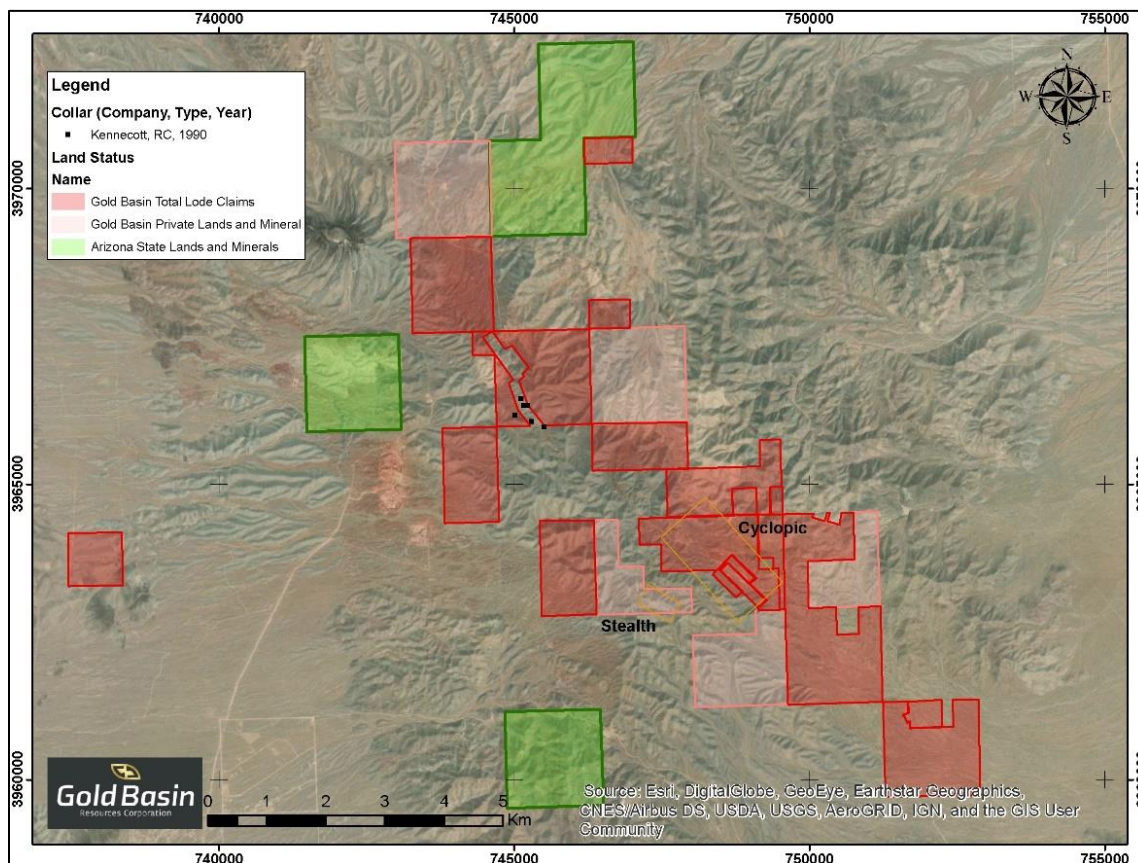 740000 745000 750000 755000
N
W E
S
Legend
Collar (Company, Type, Year)
Kennecott, RC, 1990
Land Status
Name
Gold Basin Total Lode Claims
Gold Basin Private Lands and Mineral
Arizona State Lands and Minerals
3970000
3970000
3965000
3965000
Cyclopic
Stealth
3960000
3960000
Gold Basin
Resources Corporation
0 1 2 3 4 5
Km
Source: Esri, DigitalGlobe, GeoEye, Earthstar Geographics,
CNES/Airbus DS, USDA, USGS, AeroGRID, IGN, and the GIS User
Community
740000 745000 750000 755000